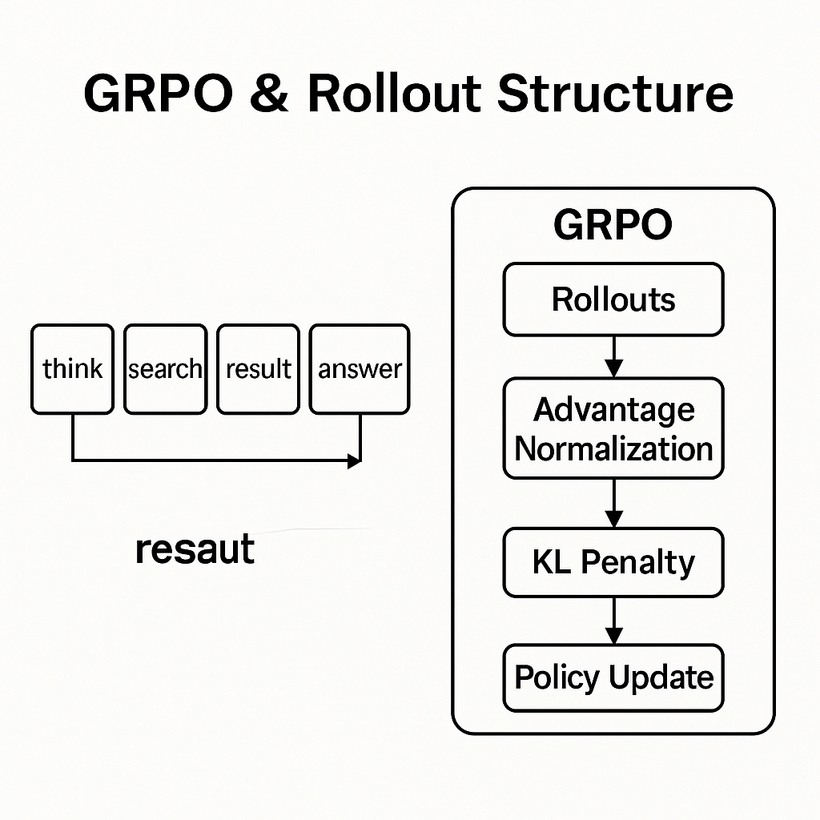 GRPO & Rollout Structure
think search result answer
resaut
GRPO
Rollouts
Advantage
Normalization
KL Penalty
Policy Update